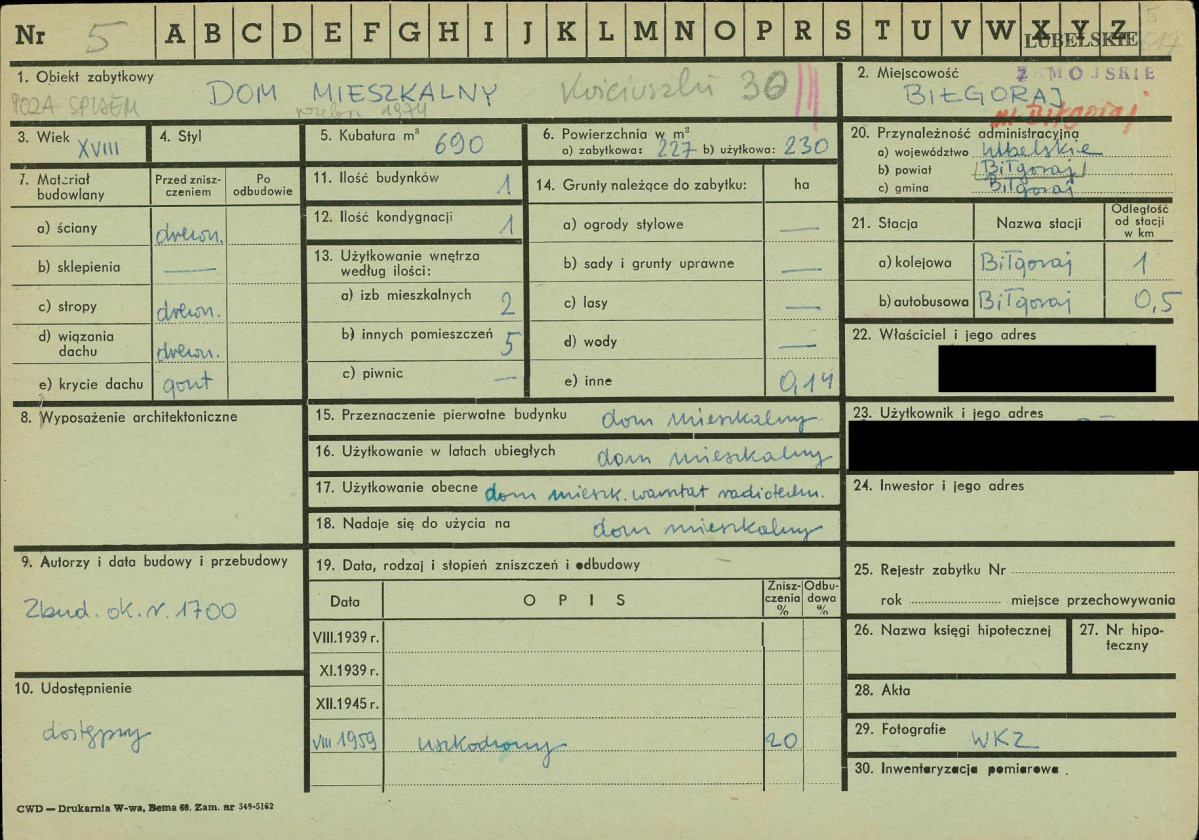 Nr 5 A B C D E F G H I J K L M N O P R S T U V W X Y Z 5
LUBELSKIE
1. Obiekt zabytkowy
POZA SPISEM DOM MIESZKALNY Kościuszki 30
1974
2. Miejscowość ZAMOJSKIE
BIŁGORAJ
m. Biłgoraj
3. Wiek XVIII
4. Styl
5. Kubatura m³ 690
6. Powierzchnia w m²
a) zabytkowa: 227 b) użytkowa: 230
7. Materiał budowlany
Przed zniszczeniem
Po odbudowie
a) ściany drewn.
b) sklepienia —
c) stropy drewn.
d) wiązania dachu drewn.
e) krycie dachu gont
8. Wyposażenie architektoniczne
9. Autorzy i data budowy i przebudowy
Zbud. ok. r. 1700
10. Udostępnienie
dostępny
11. Ilość budynków 1
12. Ilość kondygnacji 1
13. Użytkowanie wnętrza
według ilości:
a) izb mieszkalnych 2
b) innych pomieszczeń 5
c) piwnic —
14. Grunty należące do zabytku: ha
a) ogrody stylowe —
b) sady i grunty uprawne —
c) lasy —
d) wody —
e) inne 0,14
15. Przeznaczenie pierwotne budynku dom mieszkalny
16. Użytkowanie w latach ubiegłych dom mieszkalny
17. Użytkowanie obecne dom mieszk. warsztat radiotechn.
18. Nadaje się do użycia na dom mieszkalny
19. Data, rodzaj i stopień zniszczeń i odbudowy
Data OPIS Zniszczenia % Odbudowa %
VIII.1939 r.
XI.1939 r.
XII.1945 r.
VIII 1959 uszkodzony 20
20. Przynależność administracyjna
a) województwo lubelskie
b) powiat Biłgoraj
c) gmina Biłgoraj
21. Stacja Nazwa stacji Odległość od stacji w km
a) kolejowa Biłgoraj 1
b) autobusowa Biłgoraj 0,5
22. Właściciel i jego adres
23. Użytkownik i jego adres
24. Inwestor i jego adres
25. Rejestr zabytku Nr
rok miejsce przechowywania
26. Nazwa księgi hipotecznej
27. Nr hipoteczny
28. Akta
29. Fotografie WKZ
30. Inwentaryzacja pomiarowa
CWD — Drukarnia W-wa, Bema 60. Zam. nr 349-5162